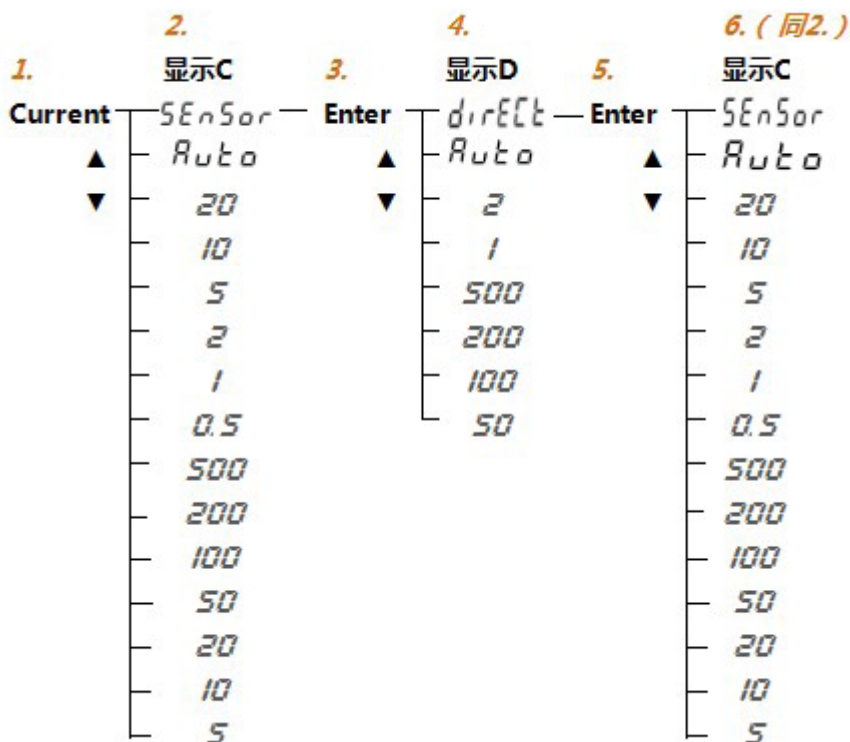 2. 4. 6.（同2.）
1. 显示C 3. 显示D 5. 显示C
Current SEnSor Enter dirECt Enter SEnSor
▲ Auto ▲ Auto ▲ Auto
▼ 20 ▼ 2 ▼ 20
10 1 10
5 500 5
2 200 2
1 100 1
0.5 50 0.5
500 500
200 200
100 100
50 50
20 20
10 10
5 5